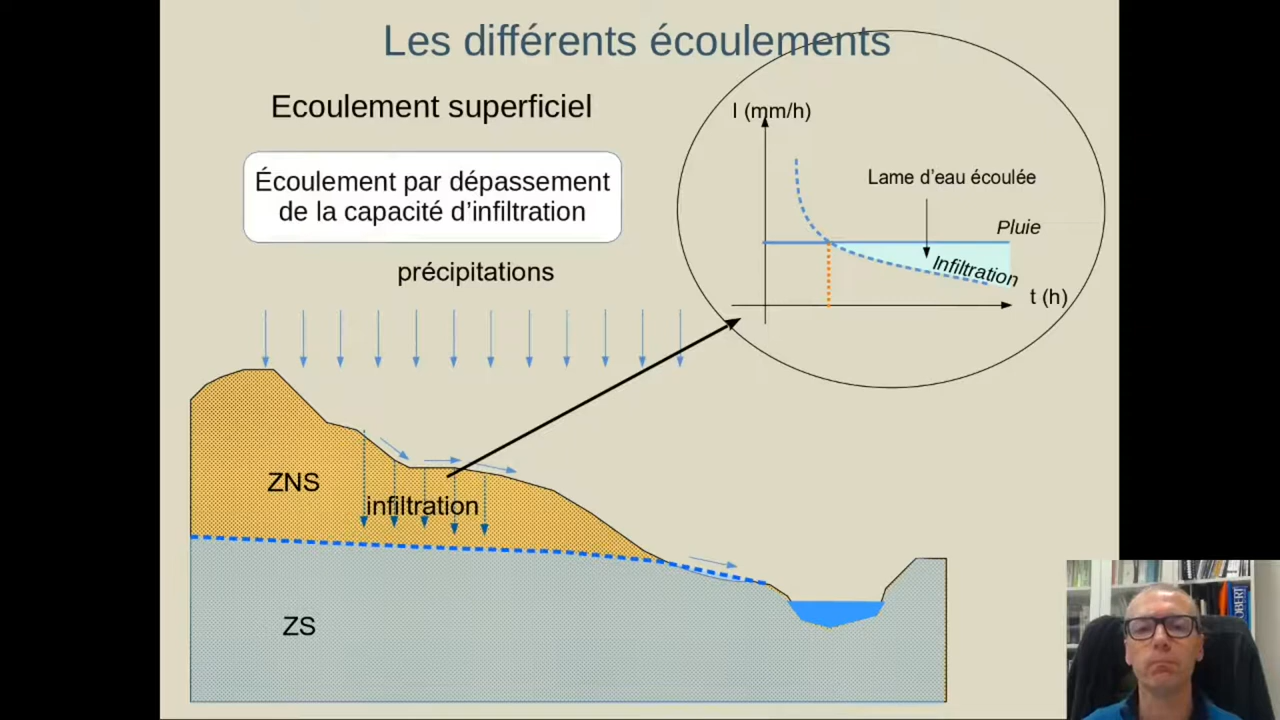 Les différents écoulements
Ecoulement superficiel
Écoulement par dépassement
de la capacité d'infiltration
précipitations
I (mm/h)
Lame d'eau écoulée
Pluie
Infiltration
t (h)
ZNS
infiltration
ZS
OBERT